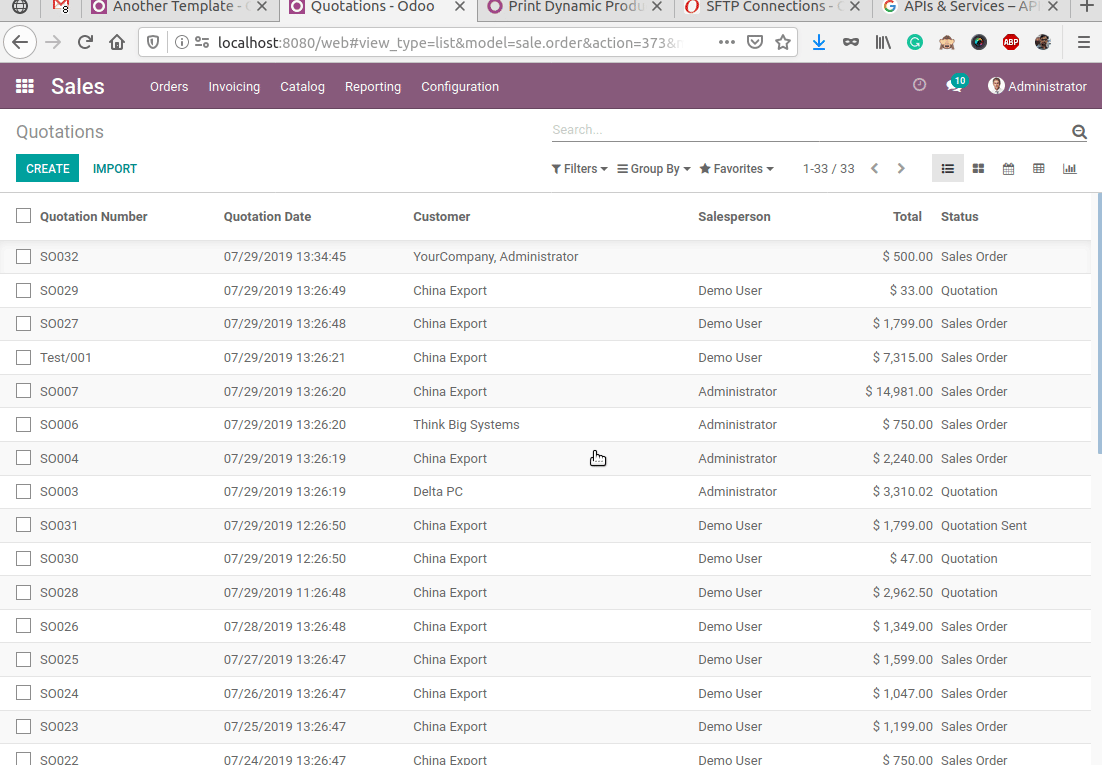 Another Template - Quotations - Odoo Print Dynamic Produ SFTP Connections - APIs & Services – API
localhost:8080/web#view_type=list&model=sale.order&action=373&
Sales Orders Invoicing Catalog Reporting Configuration 10 Administrator
Quotations Search...
CREATE IMPORT Filters Group By Favorites 1-33 / 33
Quotation Number Quotation Date Customer Salesperson Total Status
SO032 07/29/2019 13:34:45 YourCompany, Administrator $ 500.00 Sales Order
SO029 07/29/2019 13:26:49 China Export Demo User $ 33.00 Quotation
SO027 07/29/2019 13:26:48 China Export Demo User $ 1,799.00 Sales Order
Test/001 07/29/2019 13:26:21 China Export Demo User $ 7,315.00 Sales Order
SO007 07/29/2019 13:26:20 China Export Administrator $ 14,981.00 Sales Order
SO006 07/29/2019 13:26:20 Think Big Systems Administrator $ 750.00 Sales Order
SO004 07/29/2019 13:26:19 China Export Administrator $ 2,240.00 Sales Order
SO003 07/29/2019 13:26:19 Delta PC Administrator $ 3,310.02 Quotation
SO031 07/29/2019 12:26:50 China Export Demo User $ 1,799.00 Quotation Sent
SO030 07/29/2019 12:26:50 China Export Demo User $ 47.00 Quotation
SO028 07/29/2019 11:26:48 China Export Demo User $ 2,962.50 Quotation
SO026 07/28/2019 13:26:48 China Export Demo User $ 1,349.00 Sales Order
SO025 07/27/2019 13:26:47 China Export Demo User $ 1,599.00 Sales Order
SO024 07/26/2019 13:26:47 China Export Demo User $ 1,047.00 Sales Order
SO023 07/25/2019 13:26:47 China Export Demo User $ 1,199.00 Sales Order
SO022 07/24/2019 13:26:47 China Export Demo User $ 750.00 Sales Order